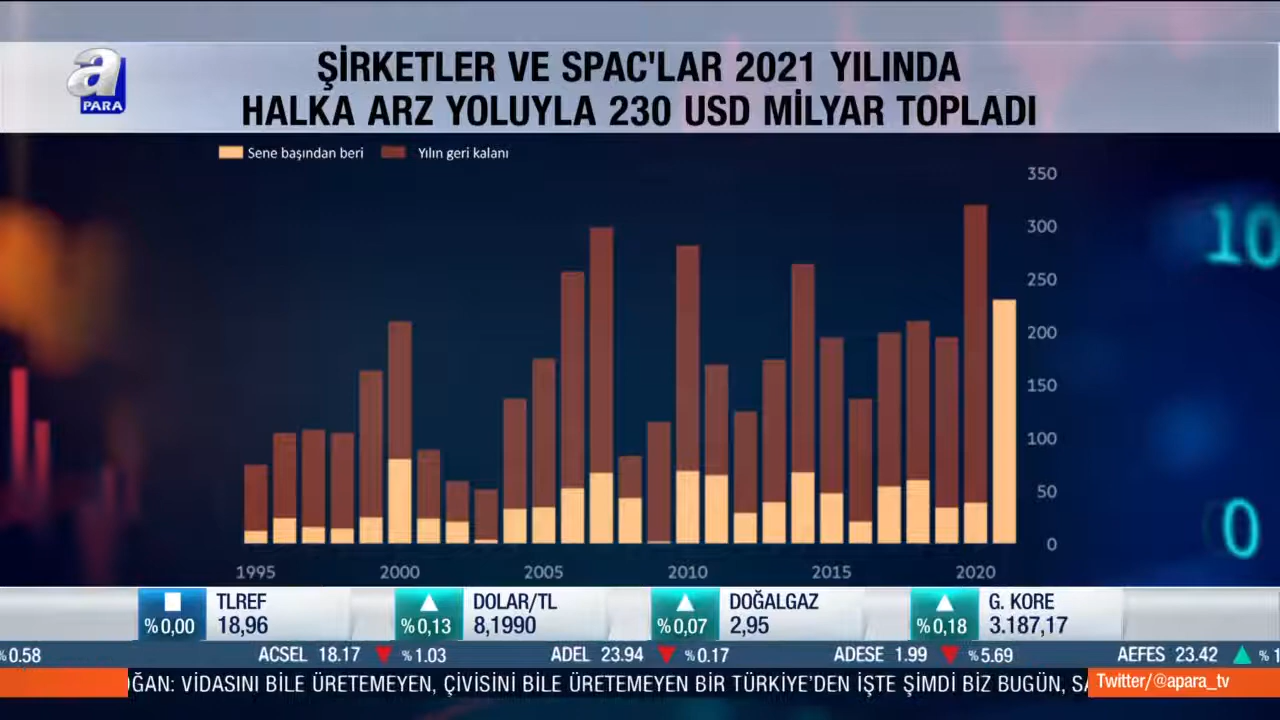 a
PARA
ŞİRKETLER VE SPAC'LAR 2021 YILINDA
HALKA ARZ YOLUYLA 230 USD MİLYAR TOPLADI
Sene başından beri
Yılın geri kalanı
350
300
250
200
150
100
50
0
1995 2000 2005 2010 2015 2020
10
0
TLREF
%0,00 18,96
DOLAR/TL
%0,13 8,1990
DOĞALGAZ
%0,07 2,95
G. KORE
%0,18 3.187,17
%0.58 ACSEL 18.17 %1.03 ADEL 23.94 %0.17 ADESE 1.99 %5.69 AEFES 23.42 % 1
ĞAN: VİDASINI BİLE ÜRETEMEYEN, ÇİVİSİNİ BİLE ÜRETEMEYEN BİR TÜRKİYE'DEN İŞTE ŞİMDİ BİZ BUGÜN,
Twitter/@apara_tv